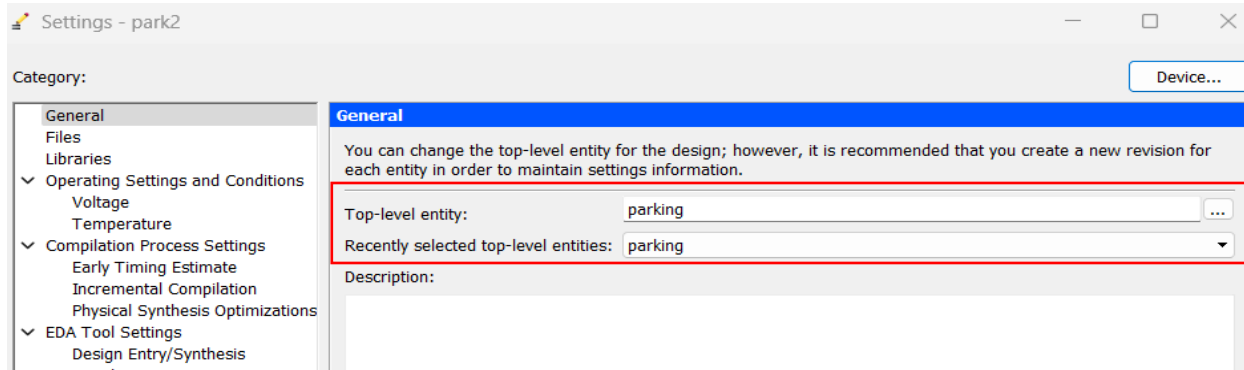 Settings - park2
Category:
Device...
General
Files
Libraries
Operating Settings and Conditions
Voltage
Temperature
Compilation Process Settings
Early Timing Estimate
Incremental Compilation
Physical Synthesis Optimizations
EDA Tool Settings
Design Entry/Synthesis
General
You can change the top-level entity for the design; however, it is recommended that you create a new revision for
each entity in order to maintain settings information.
Top-level entity: parking ...
Recently selected top-level entities: parking
Description: